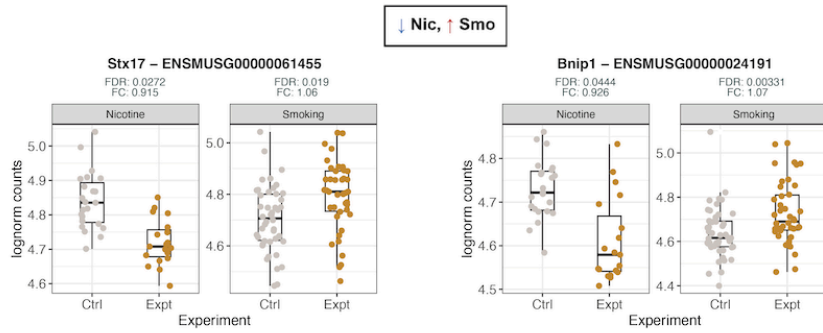 ↓ Nic, ↑ Smo
Stx17 – ENSMUSG00000061455
FDR: 0.0272
FC: 0.915
FDR: 0.019
FC: 1.06
Nicotine
Smoking
lognorm counts
5.0
4.9
4.8
4.7
4.6
5.0
4.8
4.6
Ctrl
Expt
Ctrl
Expt
Experiment
Bnip1 – ENSMUSG00000024191
FDR: 0.0444
FC: 0.926
FDR: 0.00331
FC: 1.07
Nicotine
Smoking
lognorm counts
4.8
4.7
4.6
4.5
5.0
4.8
4.6
4.4
Ctrl
Expt
Ctrl
Expt
Experiment